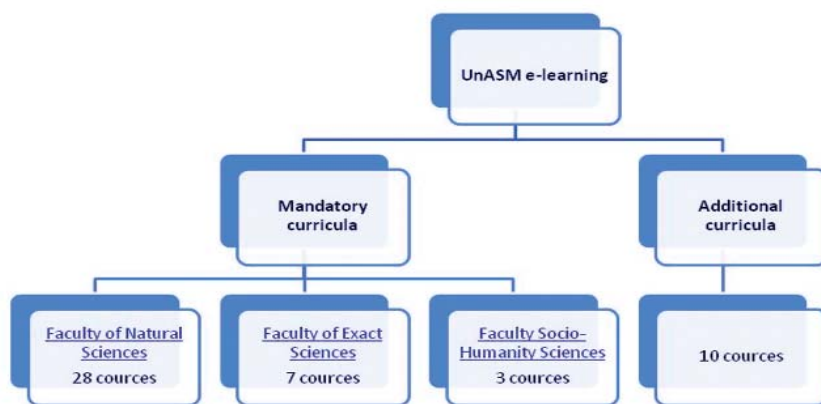 UnASM e-learning
Mandatory
curricula
Additional
curricula
Faculty of Natural
Sciences
28 cources
Faculty of Exact
Sciences
7 cources
Faculty Socio-
Humanity Sciences
3 cources
10 cources